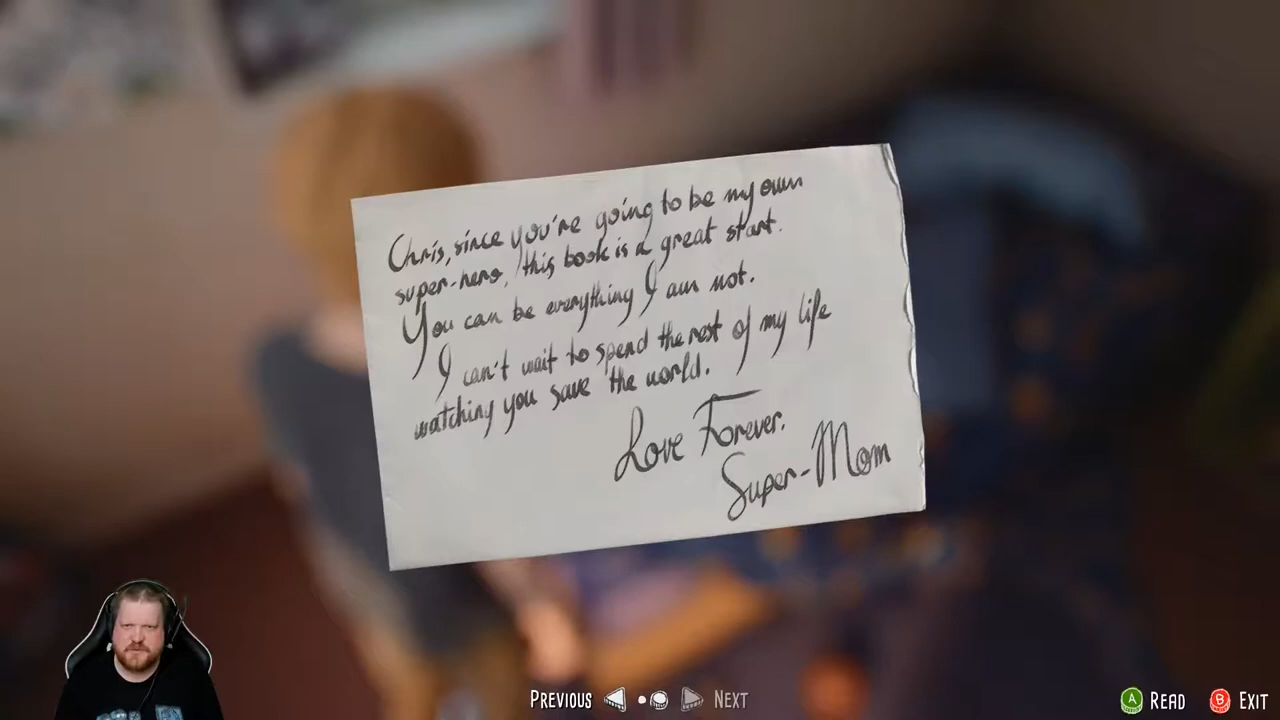 Chris, since you're going to be my own
super-hero, this book is a great start.
You can be everything I am not.
I can't wait to spend the rest of my life
watching you save the world.
Love Forever.
Super-Mom
PREVIOUS NEXT
A READ B EXIT